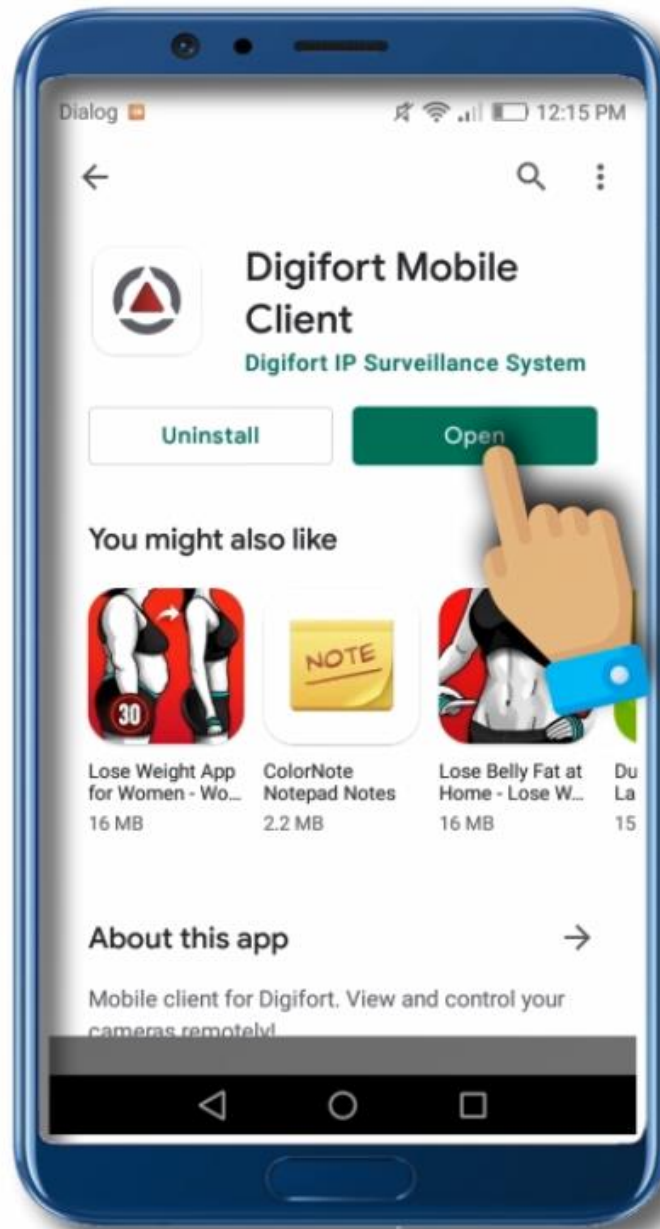 Dialog
12:15 PM
Digifort Mobile
Client
Digifort IP Surveillance System
Uninstall
Open
You might also like
30
NOTE
Lose Weight App
for Women - Wo...
16 MB
ColorNote
Notepad Notes
2.2 MB
Lose Belly Fat at
Home - Lose W...
16 MB
Du
La
15
About this app
Mobile client for Digifort. View and control your
cameras remotely!